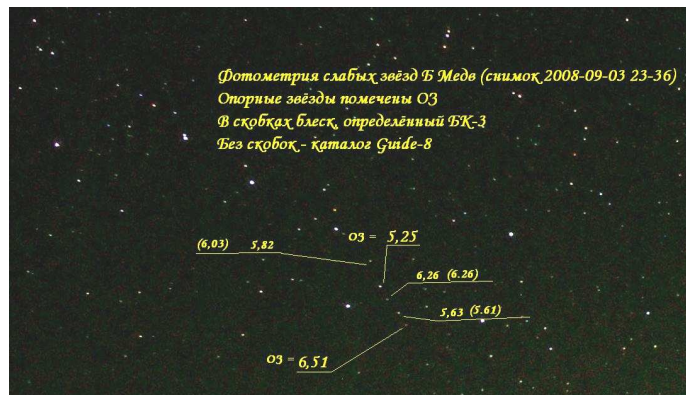 Фотометрия слабых звёзд Б Медв (снимок 2008-09-03 23-36)
Опорные звёзды помечены ОЗ
В скобках блеск, определённый БК-3
Без скобок - каталог Guide-8
ОЗ = 5,25
(6,03) 5,82
6,26 (6.26)
5,63 (5.61)
ОЗ = 6,51